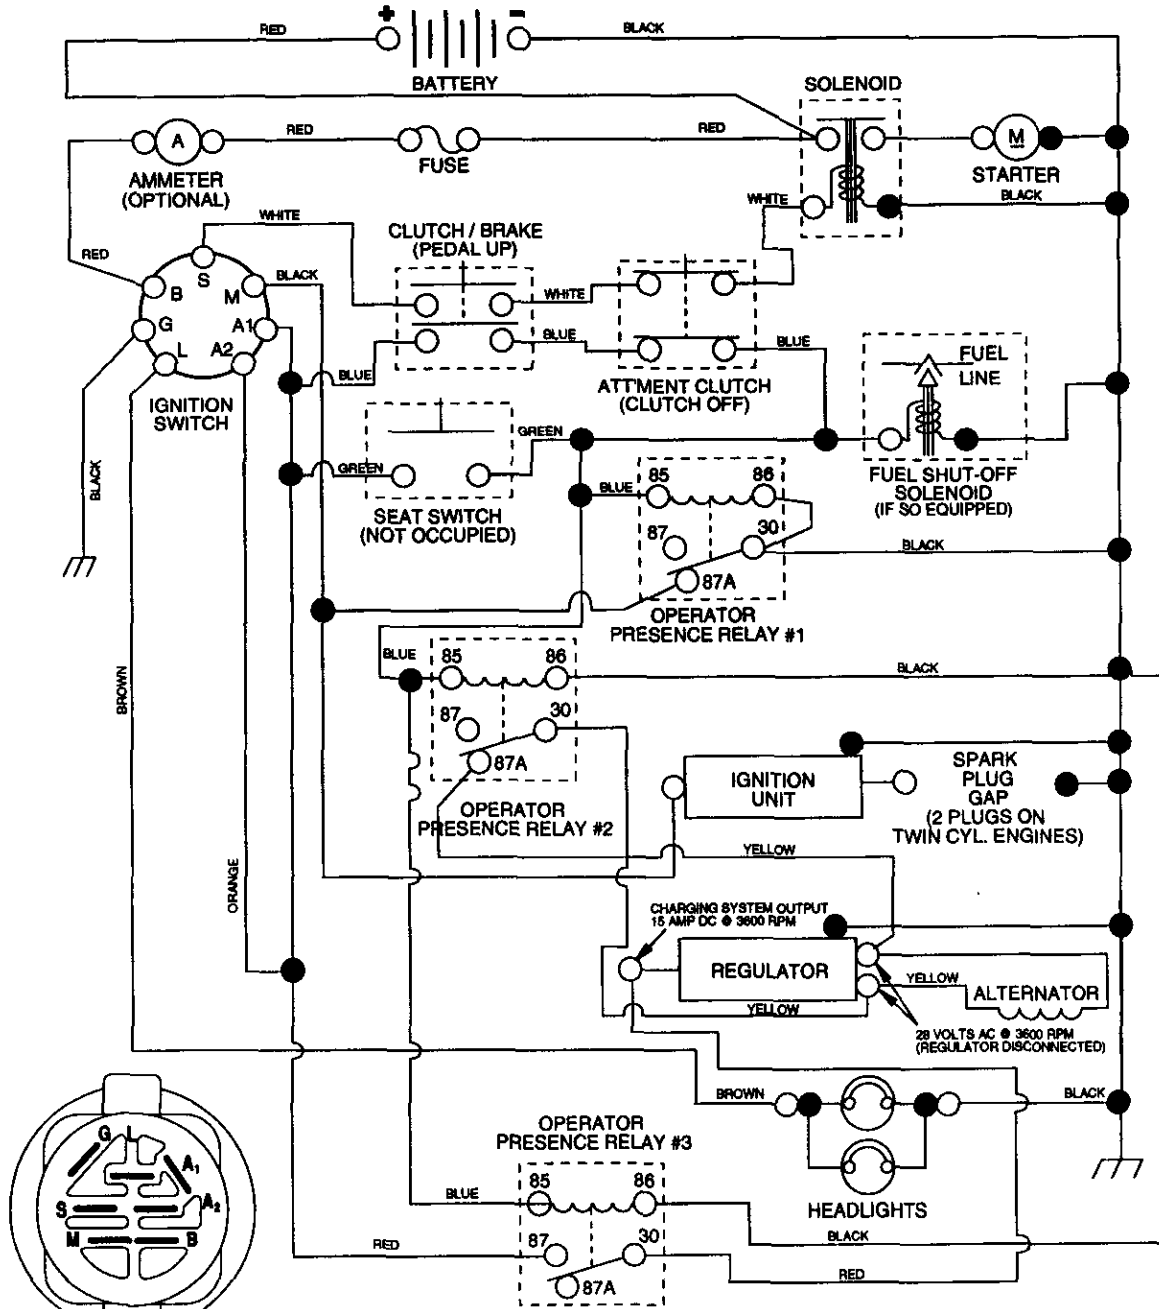 + -
RED
BLACK
BATTERY
SOLENOID
A
RED
FUSE
RED
M
AMMETER
(OPTIONAL)
STARTER
WHITE
BLACK
WHITE
CLUTCH / BRAKE
(PEDAL UP)
RED
S
BLACK
B
M
WHITE
G
A1
L
A2
BLUE
BLUE
BLUE
FUEL
LINE
IGNITION
SWITCH
ATT'MENT CLUTCH
(CLUTCH OFF)
GREEN
GREEN
BLACK
SEAT SWITCH
(NOT OCCUPIED)
FUEL SHUT-OFF
SOLENOID
(IF SO EQUIPPED)
BLUE
85
86
87
30
87A
BLACK
OPERATOR
PRESENCE RELAY #1
BLUE
85
86
BLACK
BROWN
87
30
87A
OPERATOR
PRESENCE RELAY #2
IGNITION
UNIT
SPARK
PLUG
GAP
(2 PLUGS ON
TWIN CYL. ENGINES)
YELLOW
ORANGE
CHARGING SYSTEM OUTPUT
15 AMP DC @ 3600 RPM
REGULATOR
YELLOW
ALTERNATOR
YELLOW
28 VOLTS AC @ 3600 RPM
(REGULATOR DISCONNECTED)
BROWN
BLACK
OPERATOR
PRESENCE RELAY #3
HEADLIGHTS
BLUE
85
86
87
30
87A
RED
BLACK
RED
G L
A1
S
A2
M
B